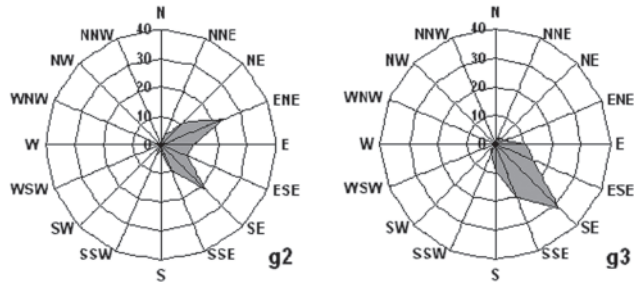 N
NNW 40 NNE
NW 30 NE
20
WNW 10 ENE
W 0 E
WSW ESE
SW SE
SSW SSE
S
g2
N
NNW 40 NNE
NW 30 NE
20
WNW 10 ENE
W 0 E
WSW ESE
SW SE
SSW SSE
S
g3